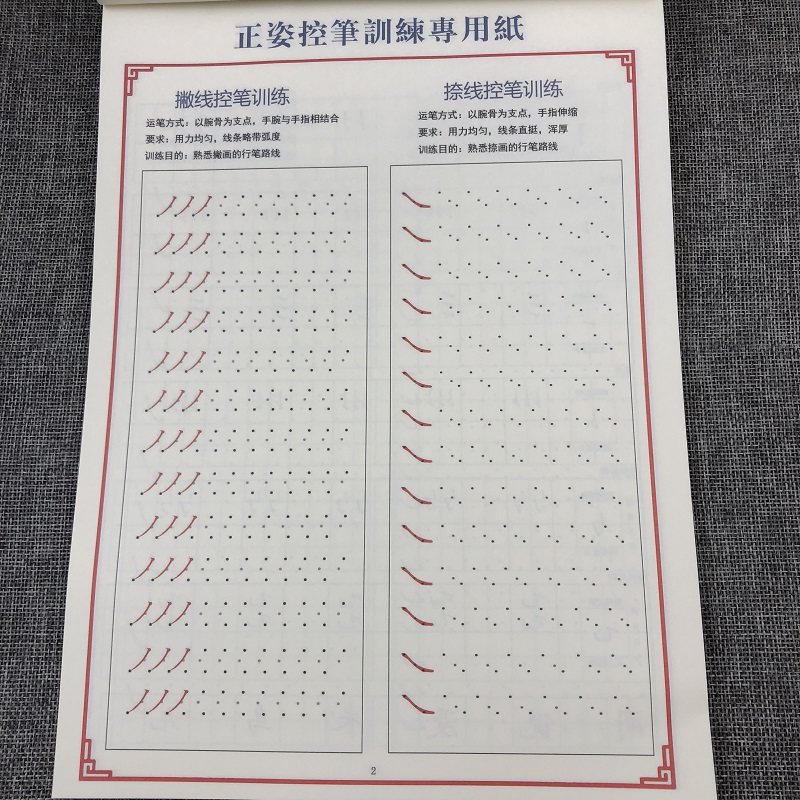 正姿控筆訓練專用紙
撇线控笔训练
运笔方式：以腕骨为支点，手腕与手指相结合
要求：用力均匀，线条略带弧度
训练目的：熟悉撇画的行笔路线
捺线控笔训练
运笔方式：以腕骨为支点，手指伸缩
要求：用力均匀，线条直挺，浑厚
训练目的：熟悉捺画的行笔路线
2